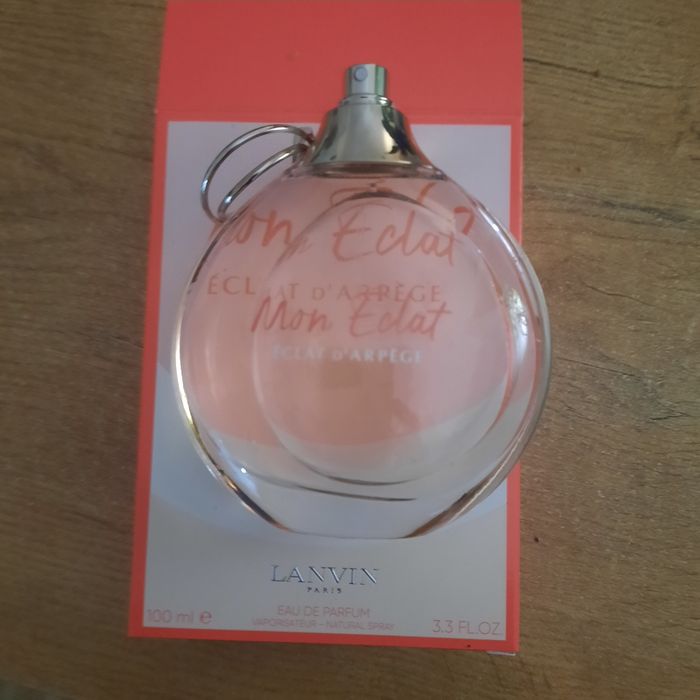 Mon Eclat
ÉCLAT D'ARPÈGE
Mon Eclat
ÉCLAT D'ARPÈGE
LANVIN
PARIS
EAU DE PARFUM
VAPORISATEUR – NATURAL SPRAY
100 ml e
3.3 FL.OZ.